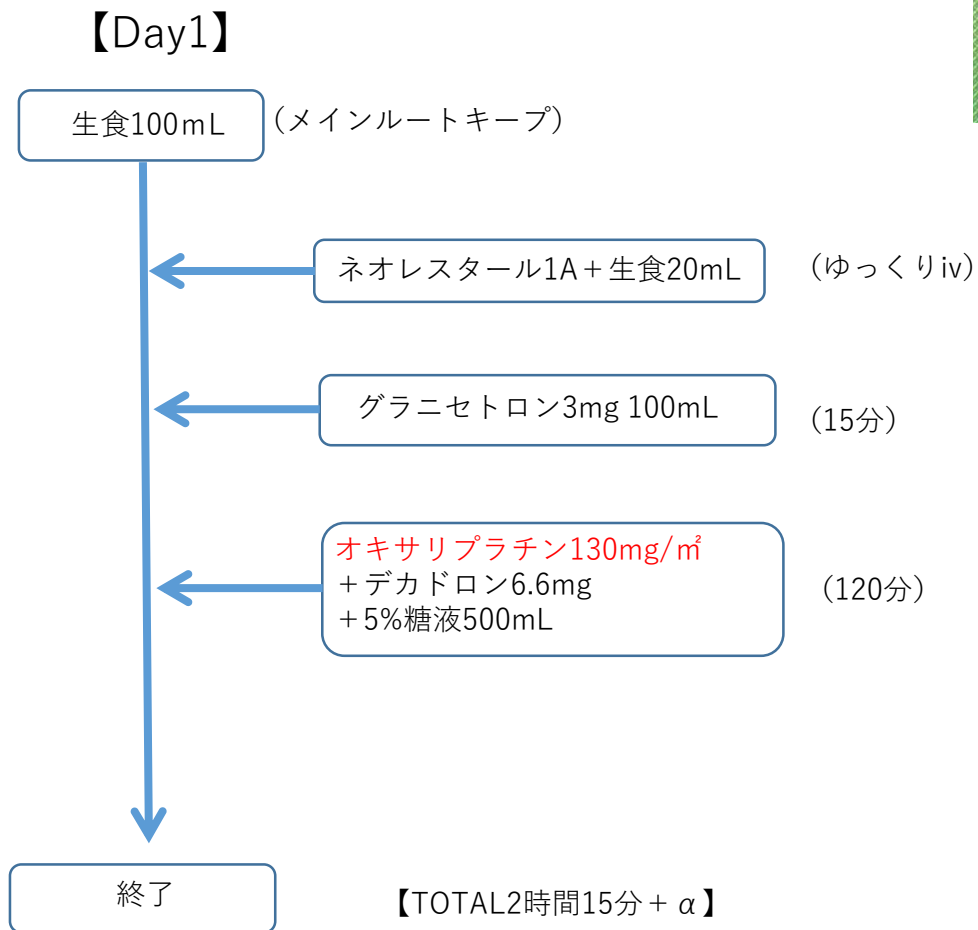 【Day1】
生食100mL (メインルートキープ)
ネオレスタール1A+生食20mL (ゆっくりiv)
グラニセトロン3mg 100mL (15分)
オキサリプラチン130mg/㎡
+デカドロン6.6mg
+5%糖液500mL
(120分)
終了
【TOTAL2時間15分+α】